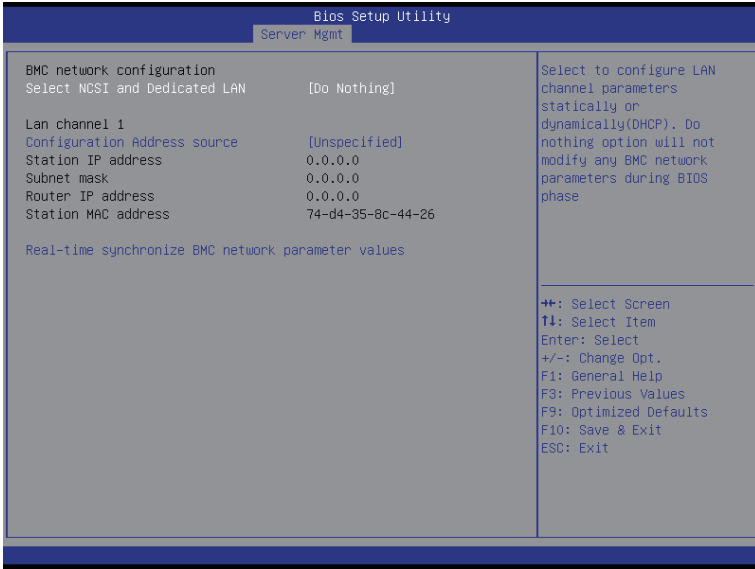 Bios Setup Utility
Server Mgmt
BMC network configuration
Select NCSI and Dedicated LAN [Do Nothing]
Lan channel 1
Configuration Address source [Unspecified]
Station IP address 0.0.0.0
Subnet mask 0.0.0.0
Router IP address 0.0.0.0
Station MAC address 74-d4-35-8c-44-26
Real-time synchronize BMC network parameter values
Select to configure LAN
channel parameters
statically or
dynamically(DHCP). Do
nothing option will not
modify any BMC network
parameters during BIOS
phase
→←: Select Screen
↑↓: Select Item
Enter: Select
+/-: Change Opt.
F1: General Help
F3: Previous Values
F9: Optimized Defaults
F10: Save & Exit
ESC: Exit